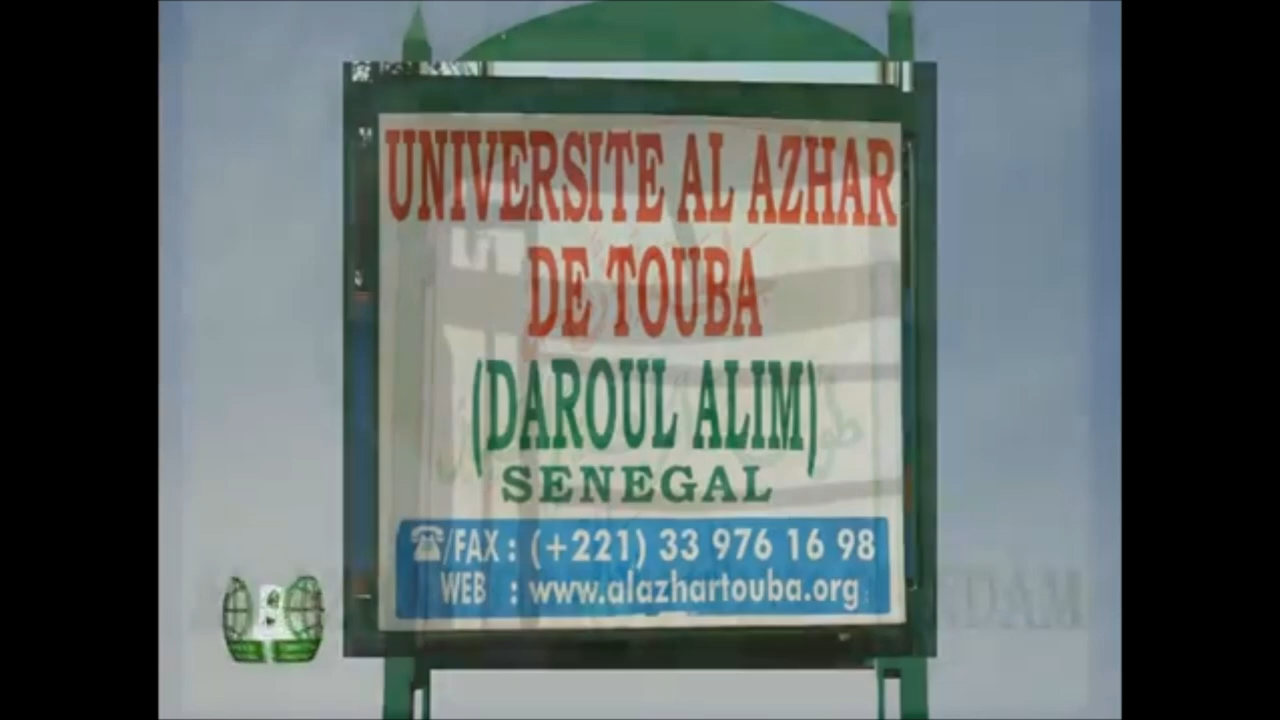 UNIVERSITE AL AZHAR
DE TOUBA
(DAROUL ALIM)
SENEGAL
☎/FAX : (+221) 33 976 16 98
WEB : www.alazhartouba.org